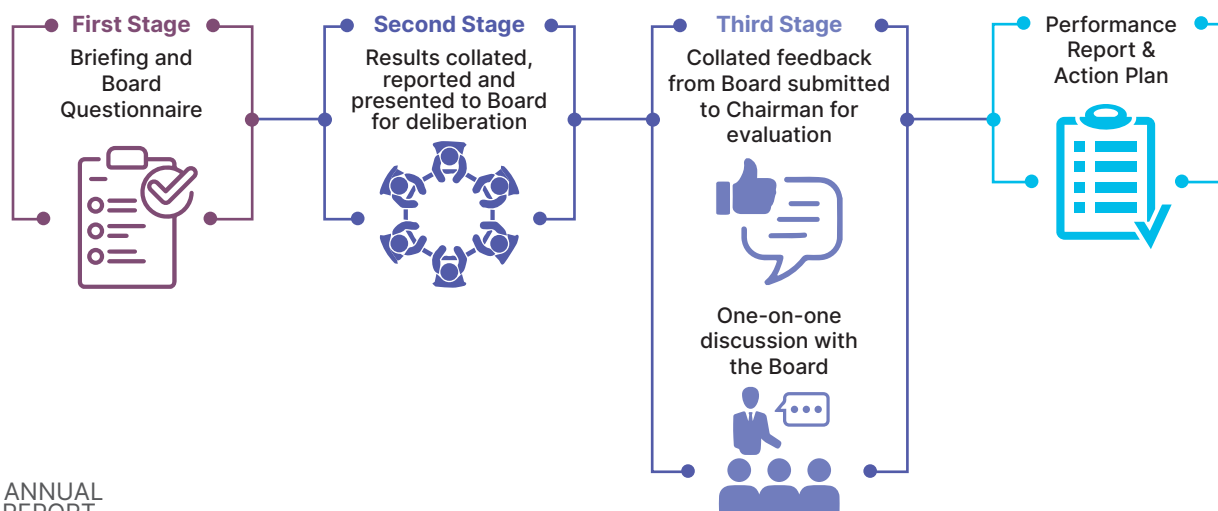 First Stage
Briefing and
Board
Questionnaire
Second Stage
Results collated,
reported and
presented to Board
for deliberation
Third Stage
Collated feedback
from Board submitted
to Chairman for
evaluation
One-on-one
discussion with
the Board
Performance
Report &
Action Plan
ANNUAL
REPORT